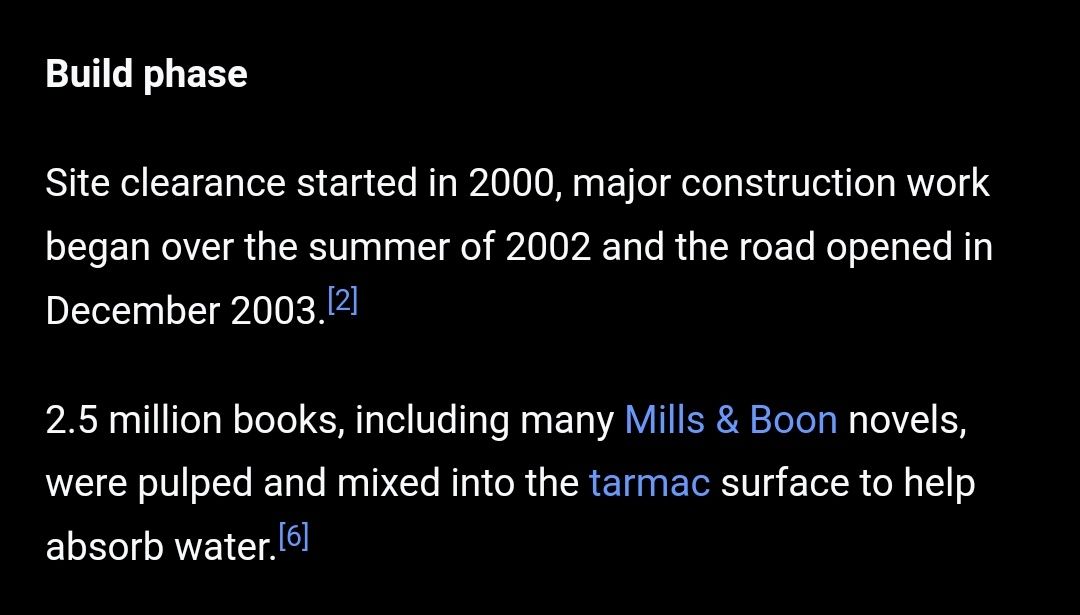 Build phase
Site clearance started in 2000, major construction work
began over the summer of 2002 and the road opened in
December 2003.[2]
2.5 million books, including many Mills & Boon novels,
were pulped and mixed into the tarmac surface to help
absorb water.[6]